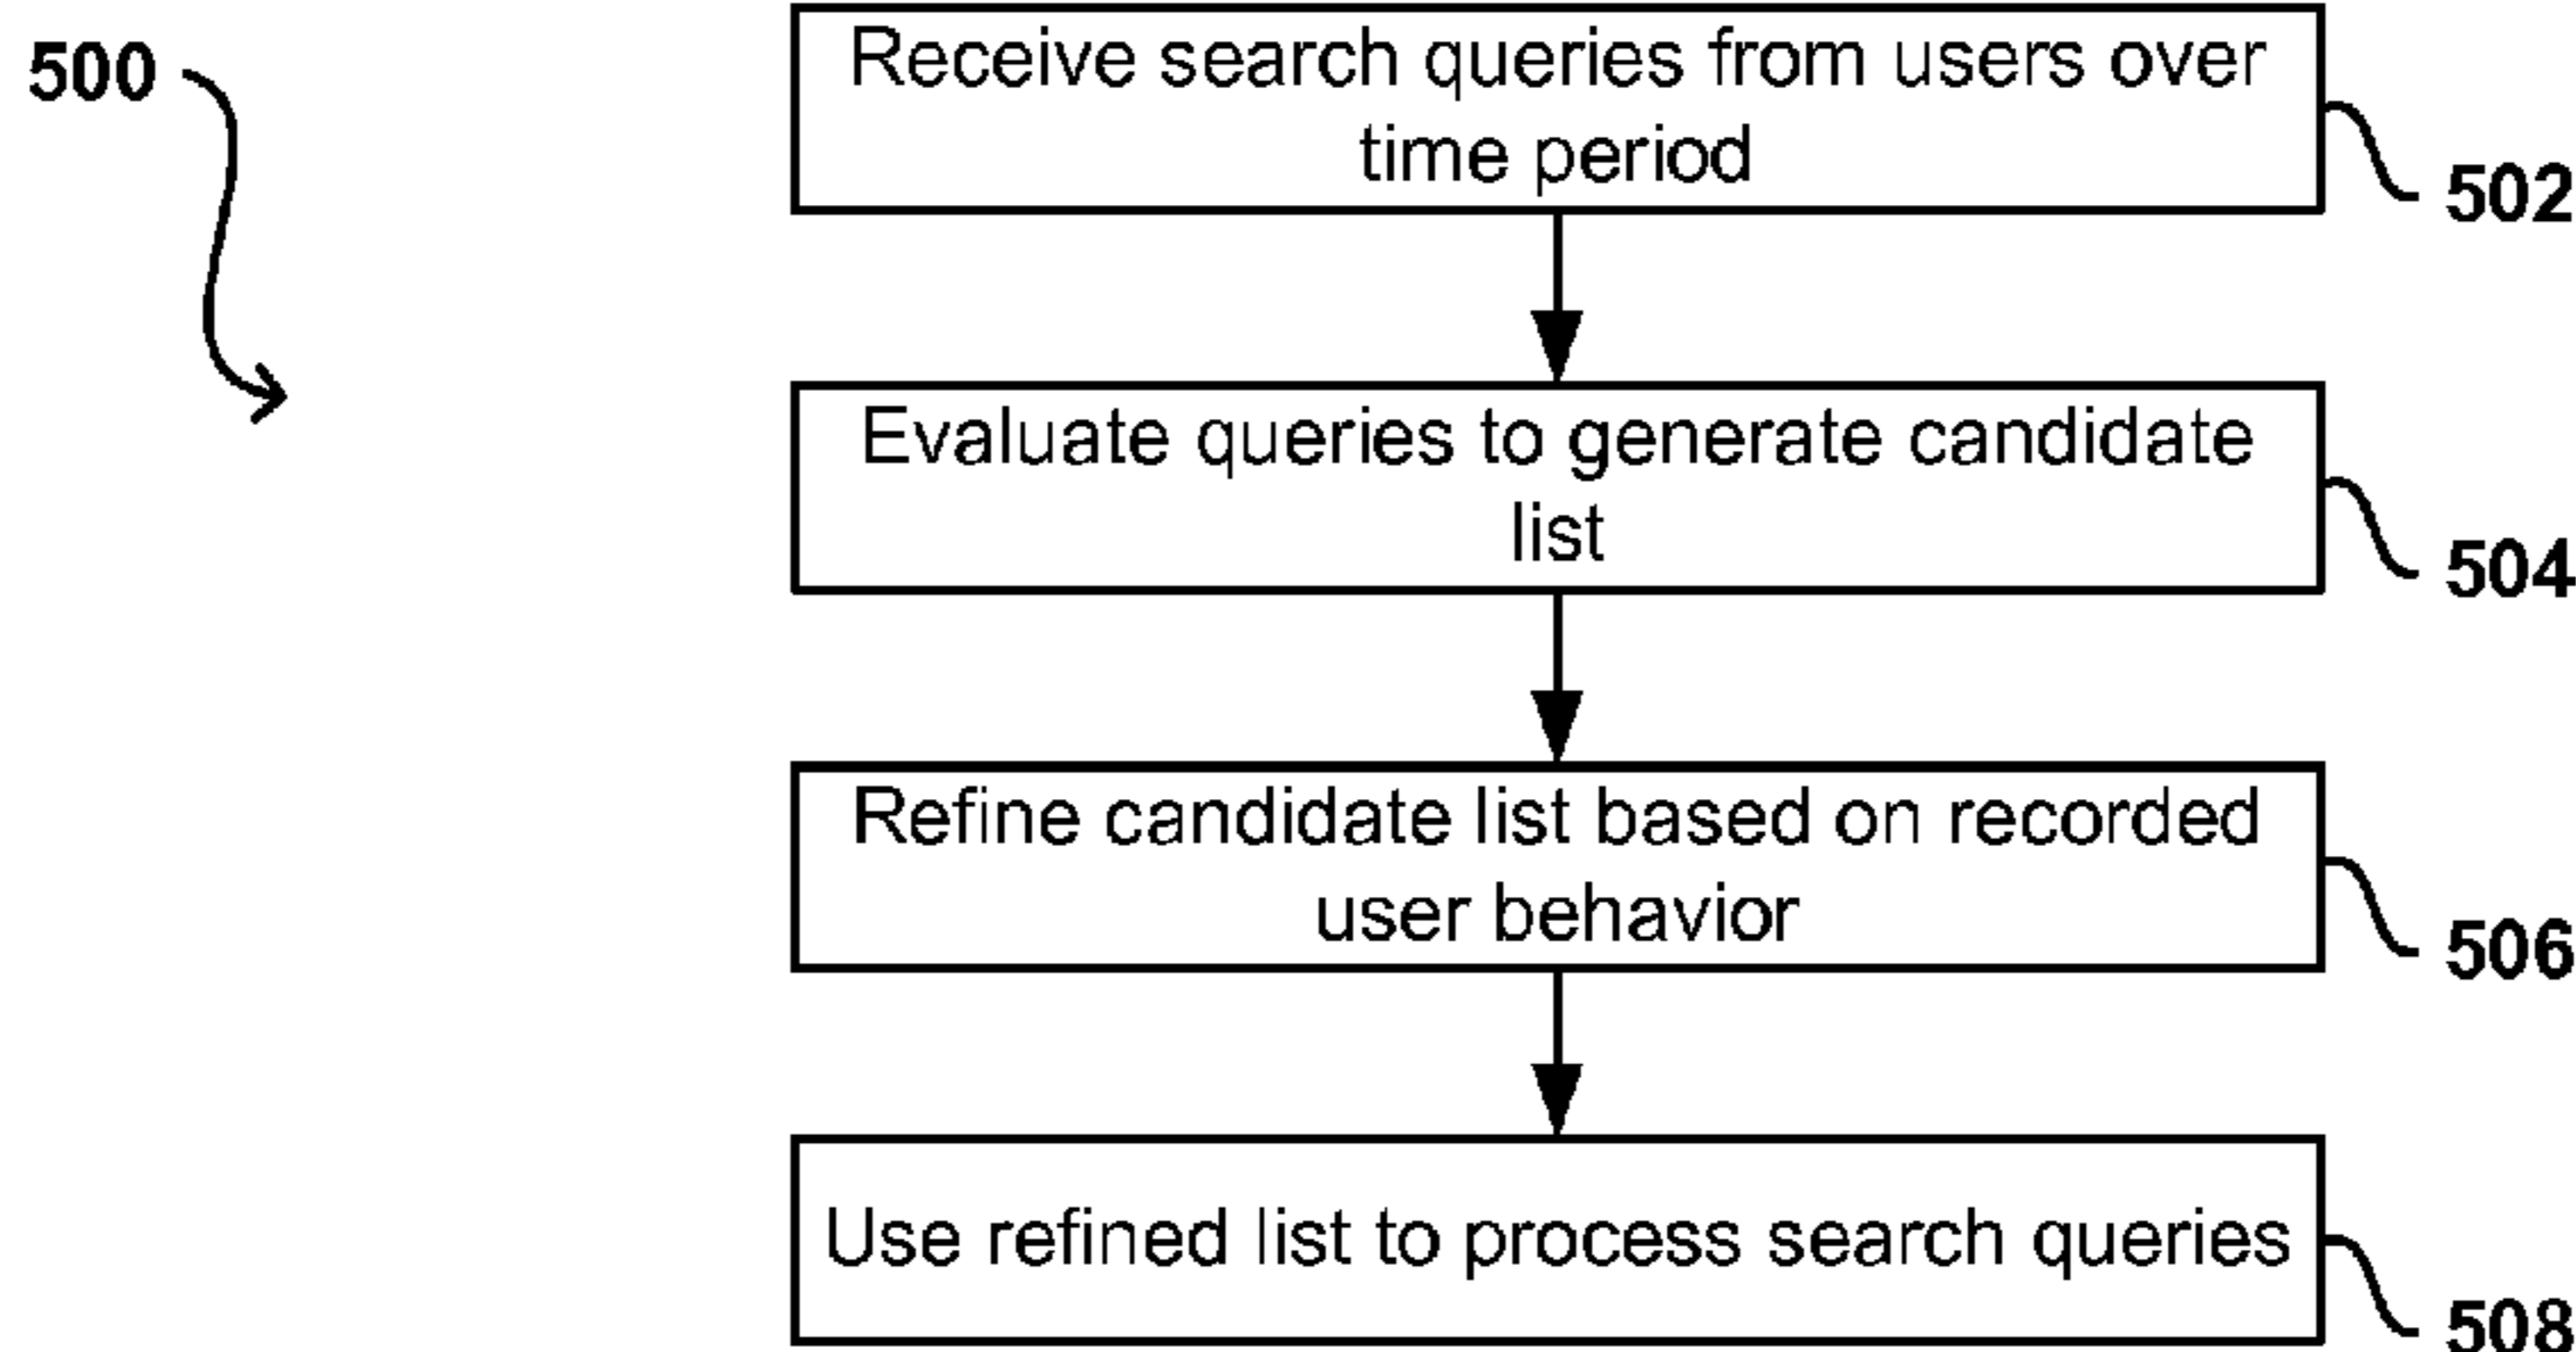 500
Receive search queries from users over
time period
502
Evaluate queries to generate candidate
list
504
Refine candidate list based on recorded
user behavior
506
Use refined list to process search queries
508